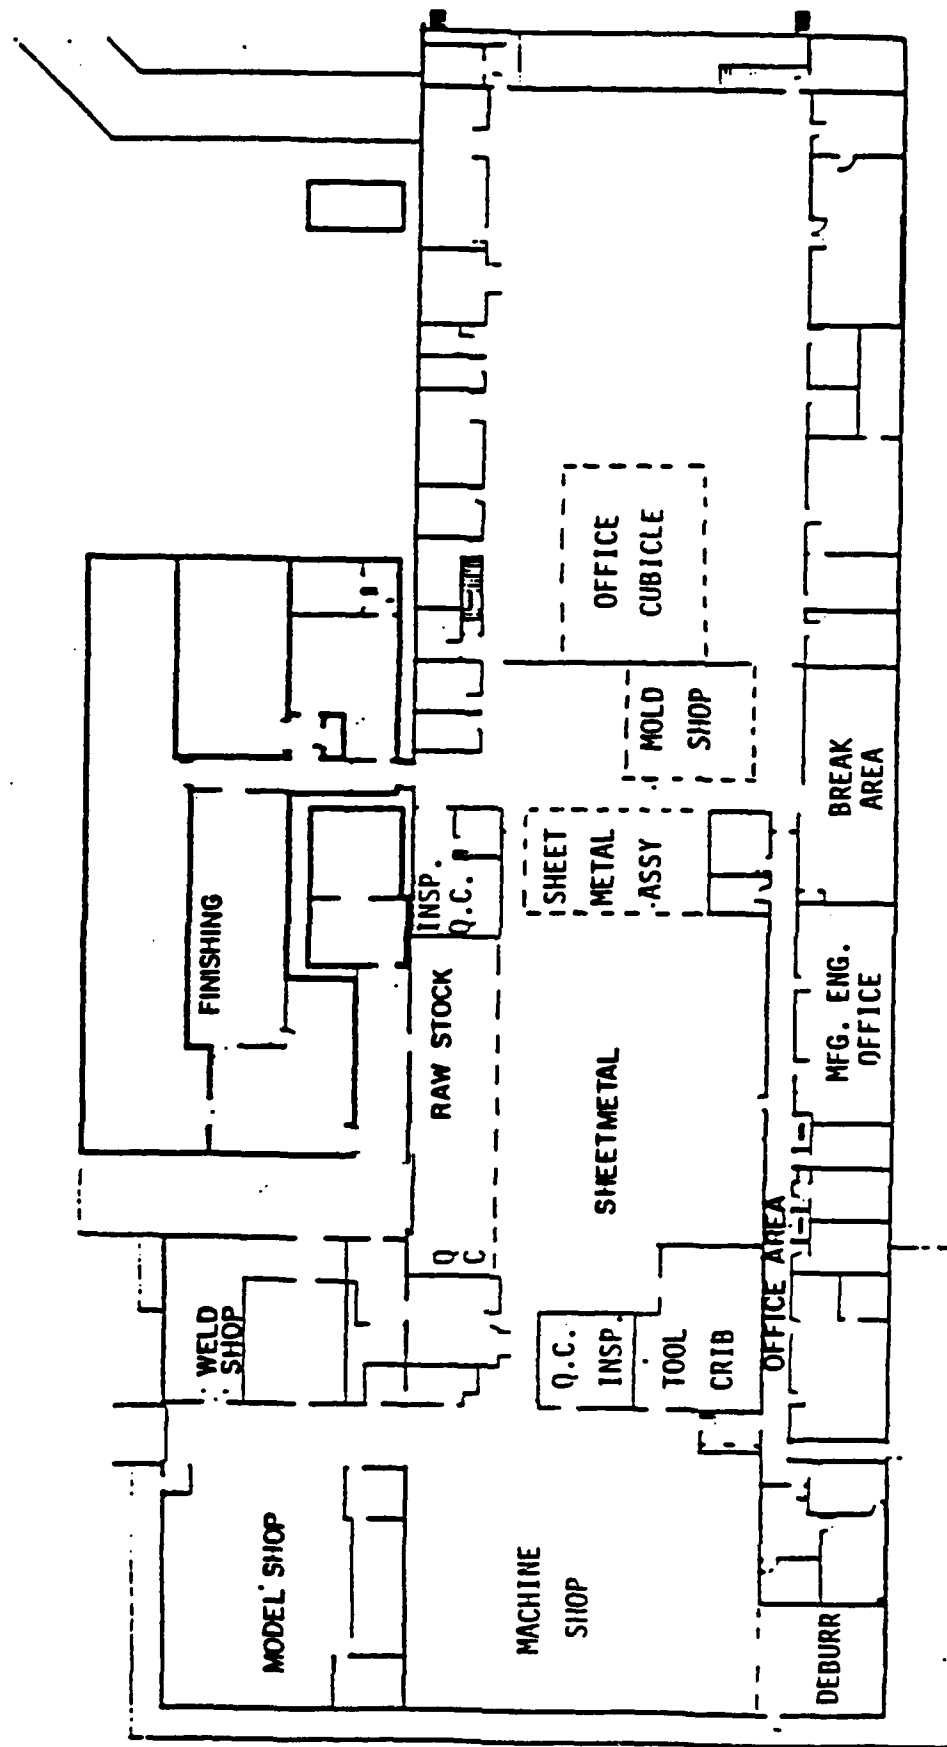 OFFICE
CUBICLE
MOLD
SHOP
BREAK
AREA
SHEET
METAL
ASSY
INSP.
Q.C.
FINISHING
RAW STOCK
MFG. ENG.
OFFICE
SHEETMETAL
OFFICE AREA
Q
C
WELD
SHOP
Q.C.
INSP.
TOOL
CRIB
MODEL SHOP
MACHINE
SHOP
DEBURR